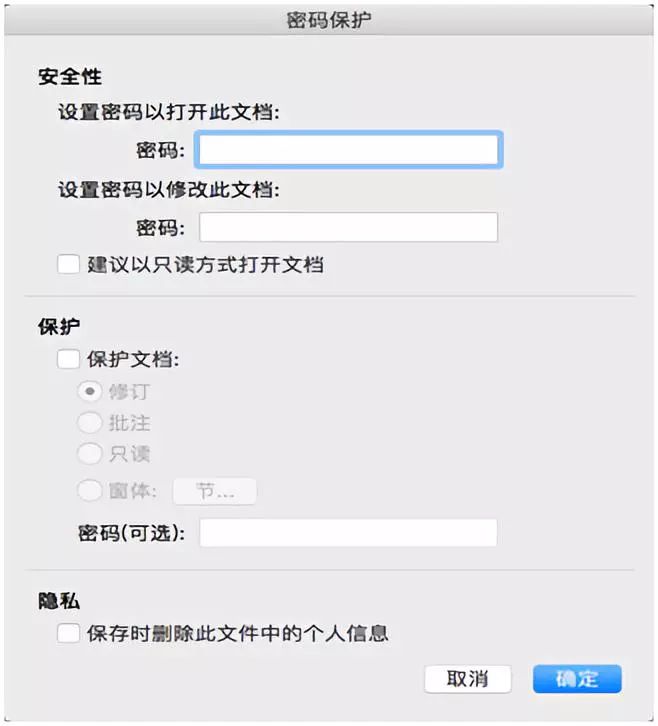 密码保护
安全性
设置密码以打开此文档:
密码:
设置密码以修改此文档:
密码:
建议以只读方式打开文档
保护
保护文档:
修订
批注
只读
窗体: 节...
密码(可选):
隐私
保存时删除此文件中的个人信息
取消 确定